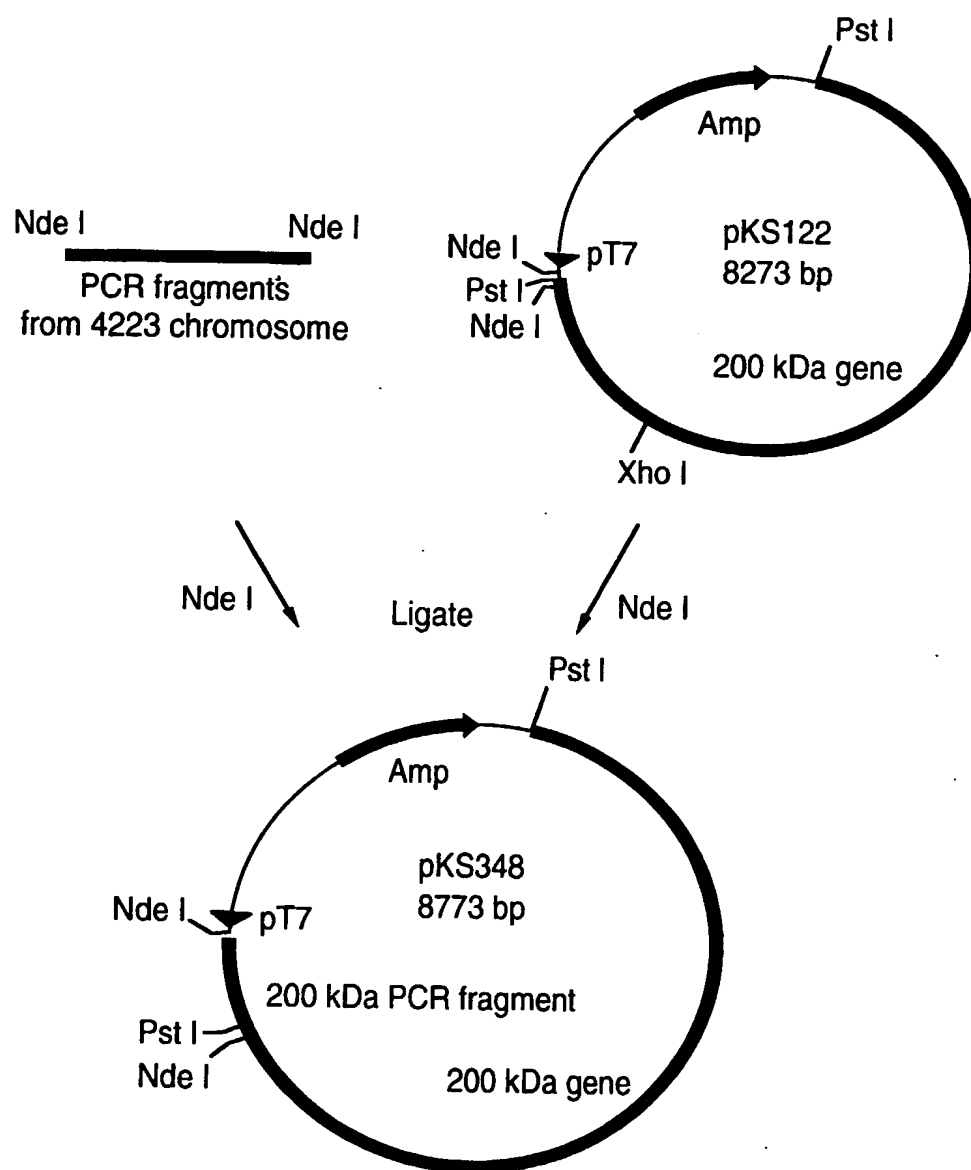 Pst I
Amp
Nde I
Nde I
PCR fragments
from 4223 chromosome
pKS122
8273 bp
Nde I
pT7
Pst I
Nde I
200 kDa gene
Xho I
Nde I
Ligate
Nde I
Pst I
Amp
pKS348
8773 bp
Nde I
pT7
200 kDa PCR fragment
Pst I
Nde I
200 kDa gene